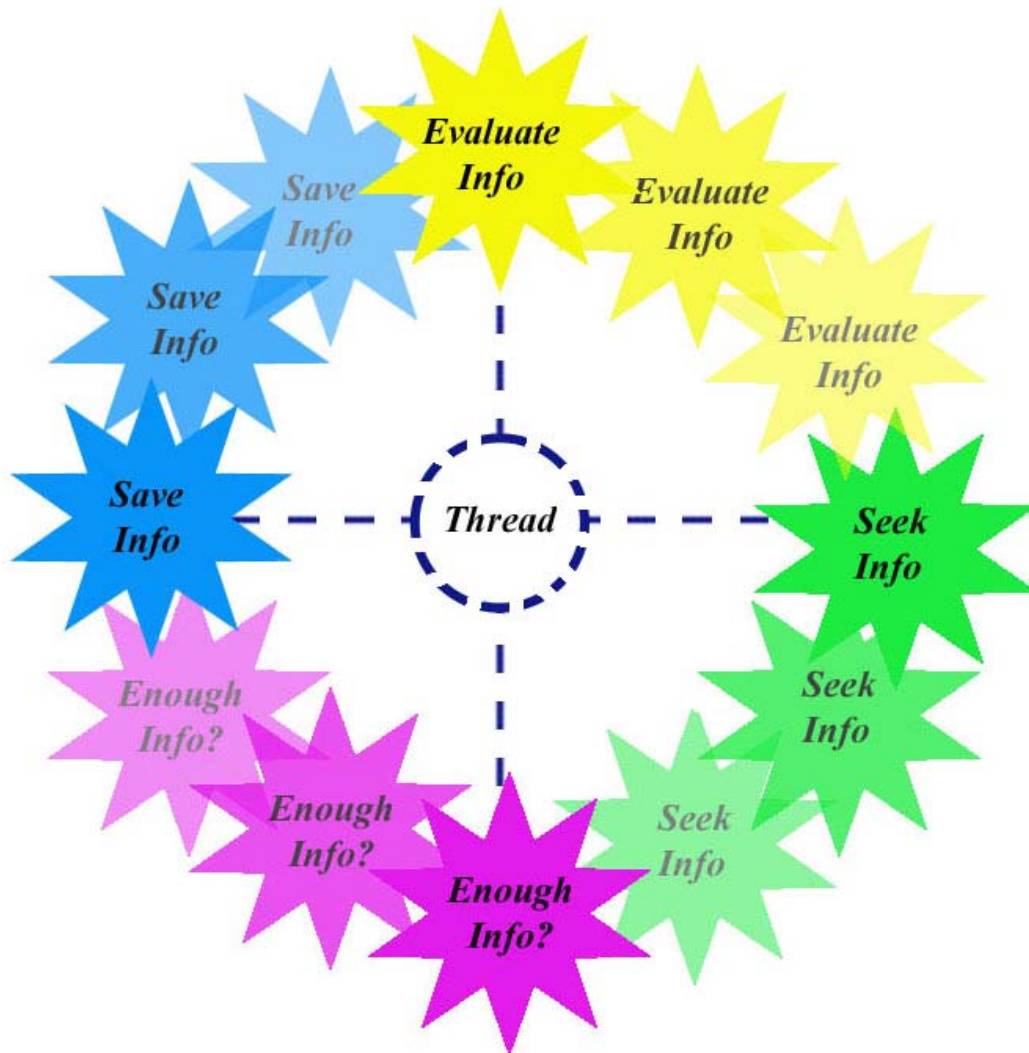 Evaluate
Info
Evaluate
Info
Evaluate
Info
Seek
Info
Seek
Info
Seek
Info
Enough
Info?
Enough
Info?
Enough
Info?
Save
Info
Save
Info
Save
Info
Thread